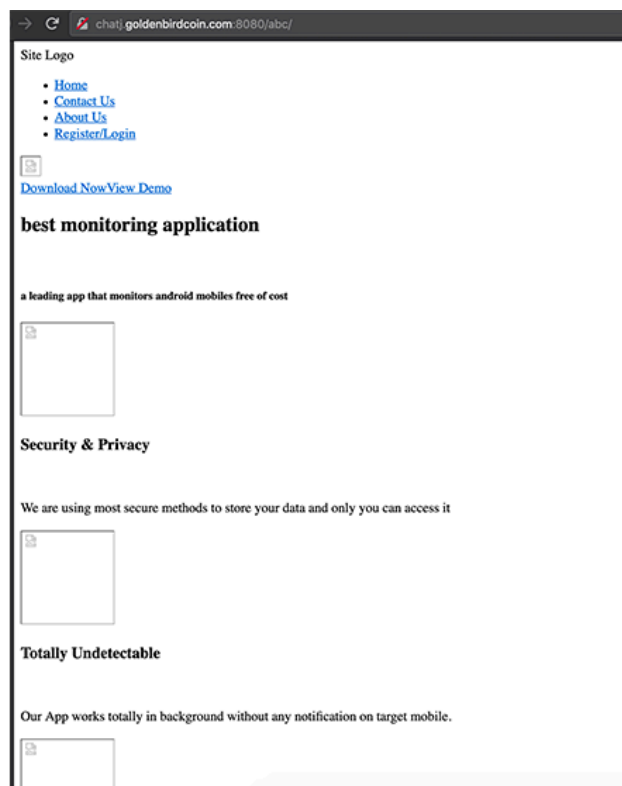 chatj.goldenbirdcoin.com:8080/abc/
Site Logo
Home
Contact Us
About Us
Register/Login
Download NowView Demo
best monitoring application
a leading app that monitors android mobiles free of cost
Security & Privacy
We are using most secure methods to store your data and only you can access it
Totally Undetectable
Our App works totally in background without any notification on target mobile.